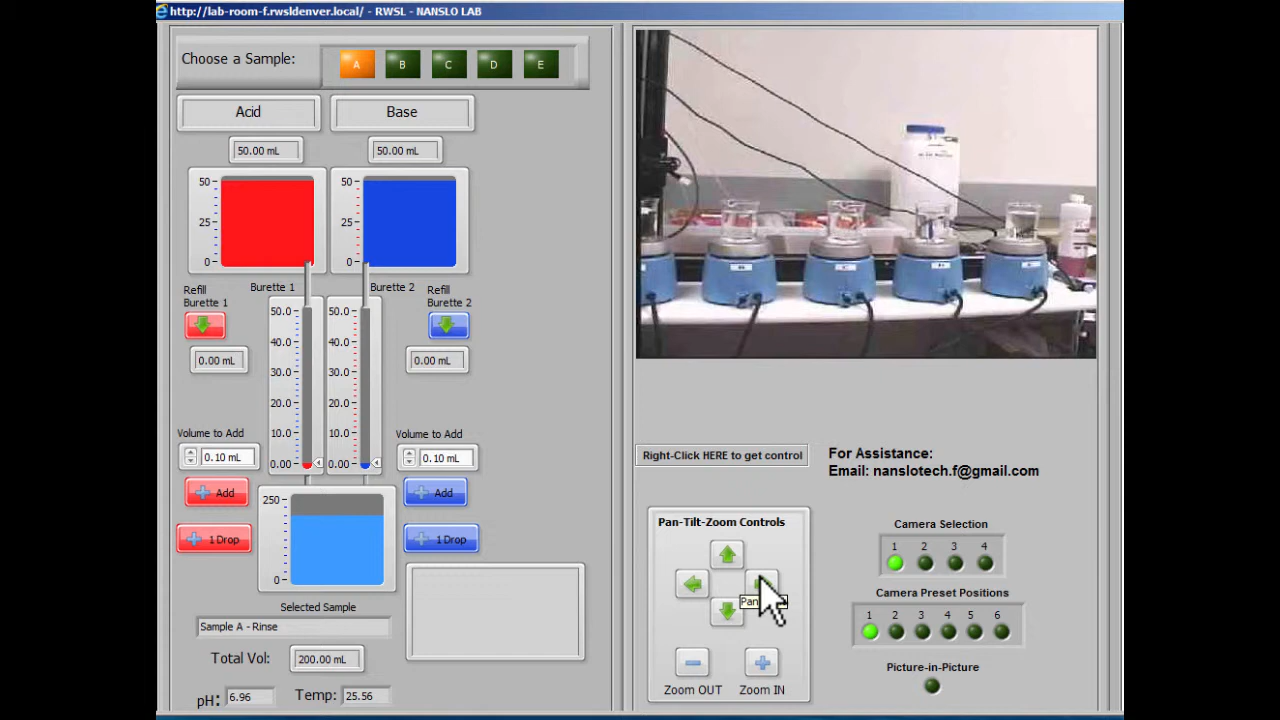 http://lab-room-f.rwsldenver.local/ - RWSL - NANSLO LAB
Choose a Sample:
A B C D E
Acid Base
50.00 mL 50.00 mL
50 50
25 25
0 0
Burette 1 Burette 2
Refill
Burette 1
Refill
Burette 2
0.00 mL 0.00 mL
50.0 50.0
40.0 40.0
30.0 30.0
20.0 20.0
10.0 10.0
0.00 0.00
Volume to Add Volume to Add
0.10 mL 0.10 mL
Add Add
1 Drop 1 Drop
250
0
Selected Sample
Sample A - Rinse
Total Vol: 200.00 mL
pH: 6.96 Temp: 25.56
Right-Click HERE to get control
For Assistance:
Email: nanslotech.f@gmail.com
Pan-Tilt-Zoom Controls
Pan
Zoom OUT Zoom IN
Camera Selection
1 2 3 4
Camera Preset Positions
1 2 3 4 5 6
Picture-in-Picture